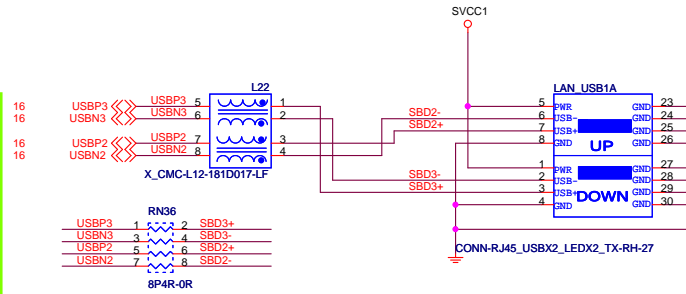 SVCC1
L22
LAN_USB1A
16 USBP3 USBP3 5 1 5 PWR GND 23
16 USBN3 USBN3 6 2 SBD2- 6 USB- GND 24
16 USBP2 USBP2 7 3 SBD2+ 7 USB+ GND 25
16 USBN2 USBN2 8 4 8 GND GND 26
UP
X_CMC-L12-181D017-LF
1 PWR GND 27
SBD3- 2 USB- GND 28
SBD3+ 3 USB+ GND 29
4 GND GND 30
DOWN
RN36
USBP3 1 2 SBD3+
USBN3 3 4 SBD3-
USBP2 5 6 SBD2+
USBN2 7 8 SBD2-
8P4R-0R
CONN-RJ45_USBX2_LEDX2_TX-RH-27